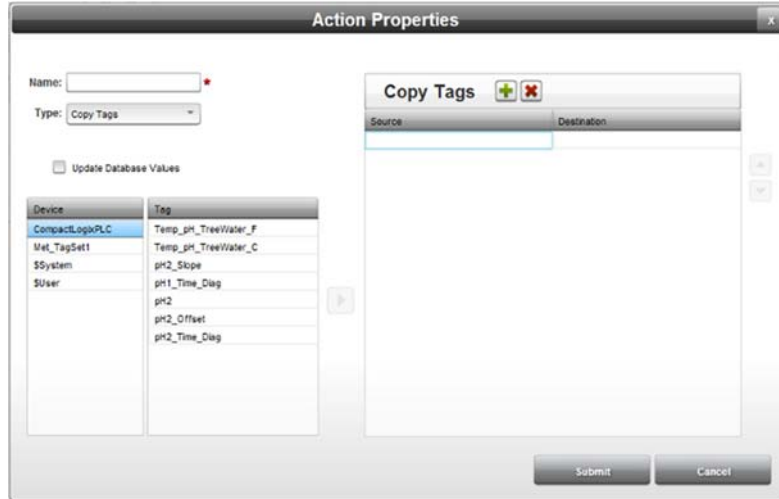 Action Properties
x
Name: *
Type: Copy Tags
Update Database Values
Device Tag
CompactLogixPLC Temp_pH_TreeWater_F
Met_TagSet1 Temp_pH_TreeWater_C
$System pH2_Slope
$User pH1_Time_Diag
pH2
pH2_Offset
pH2_Time_Diag
Copy Tags
Source Destination
Submit Cancel